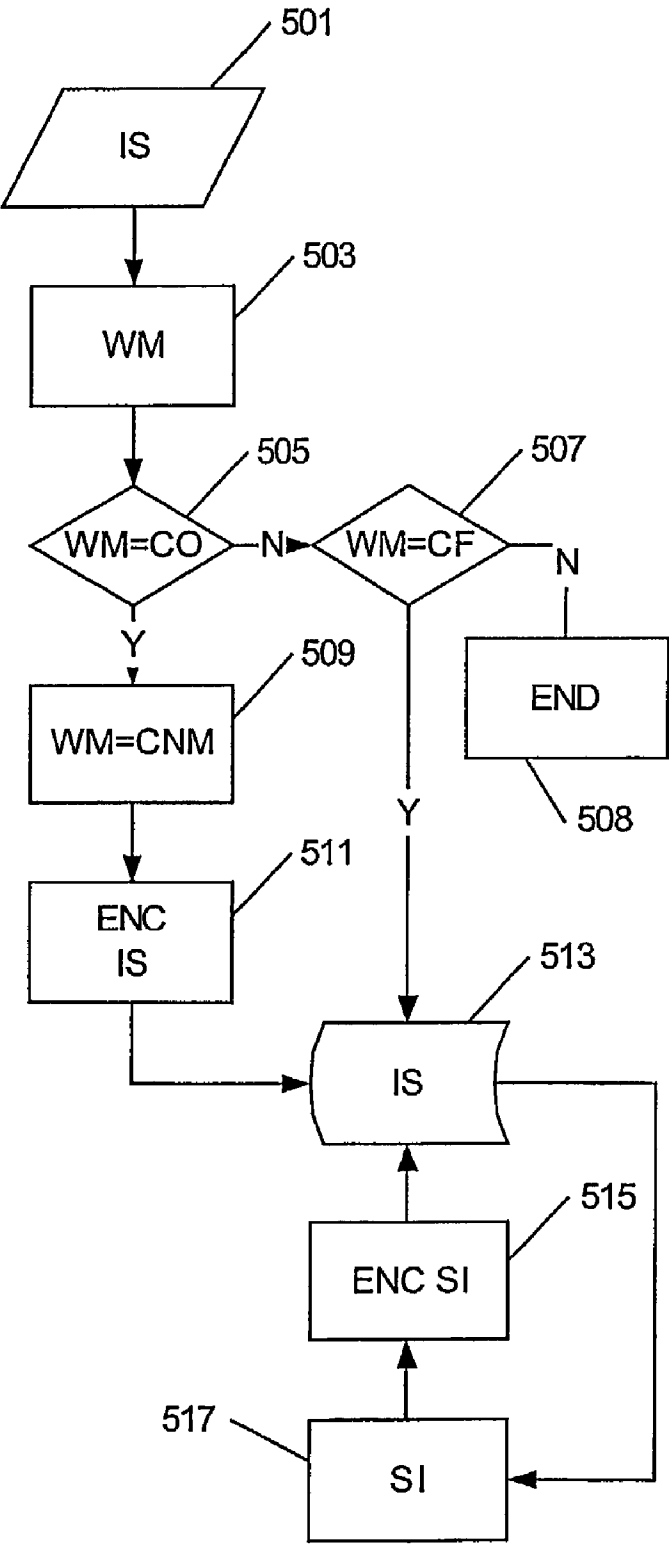 501
IS
503
WM
505
507
WM=CO
N
WM=CF
N
Y
509
END
WM=CNM
508
Y
511
ENC
IS
513
IS
515
ENC SI
517
SI